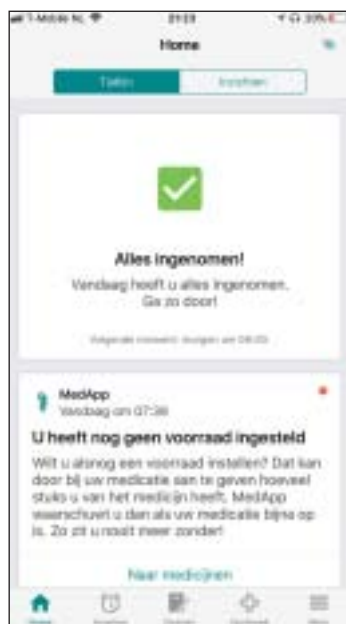 T-Mobile NL 21:23
Home
Taken
Alles ingenomen!
Vandaag heeft u alles ingenomen.
Ga zo door!
MedApp
Vandaag om 07:38
U heeft nog geen voorraad ingesteld
Wilt u alsnog een voorraad instellen? Dat kan
door bij uw medicatie aan te geven hoeveel
stuks u van het medicijn heeft. MedApp
waarschuwt u dan als uw medicatie bijna op
is. Zo zit u nooit meer zonder!
Naar medicijnen
Home